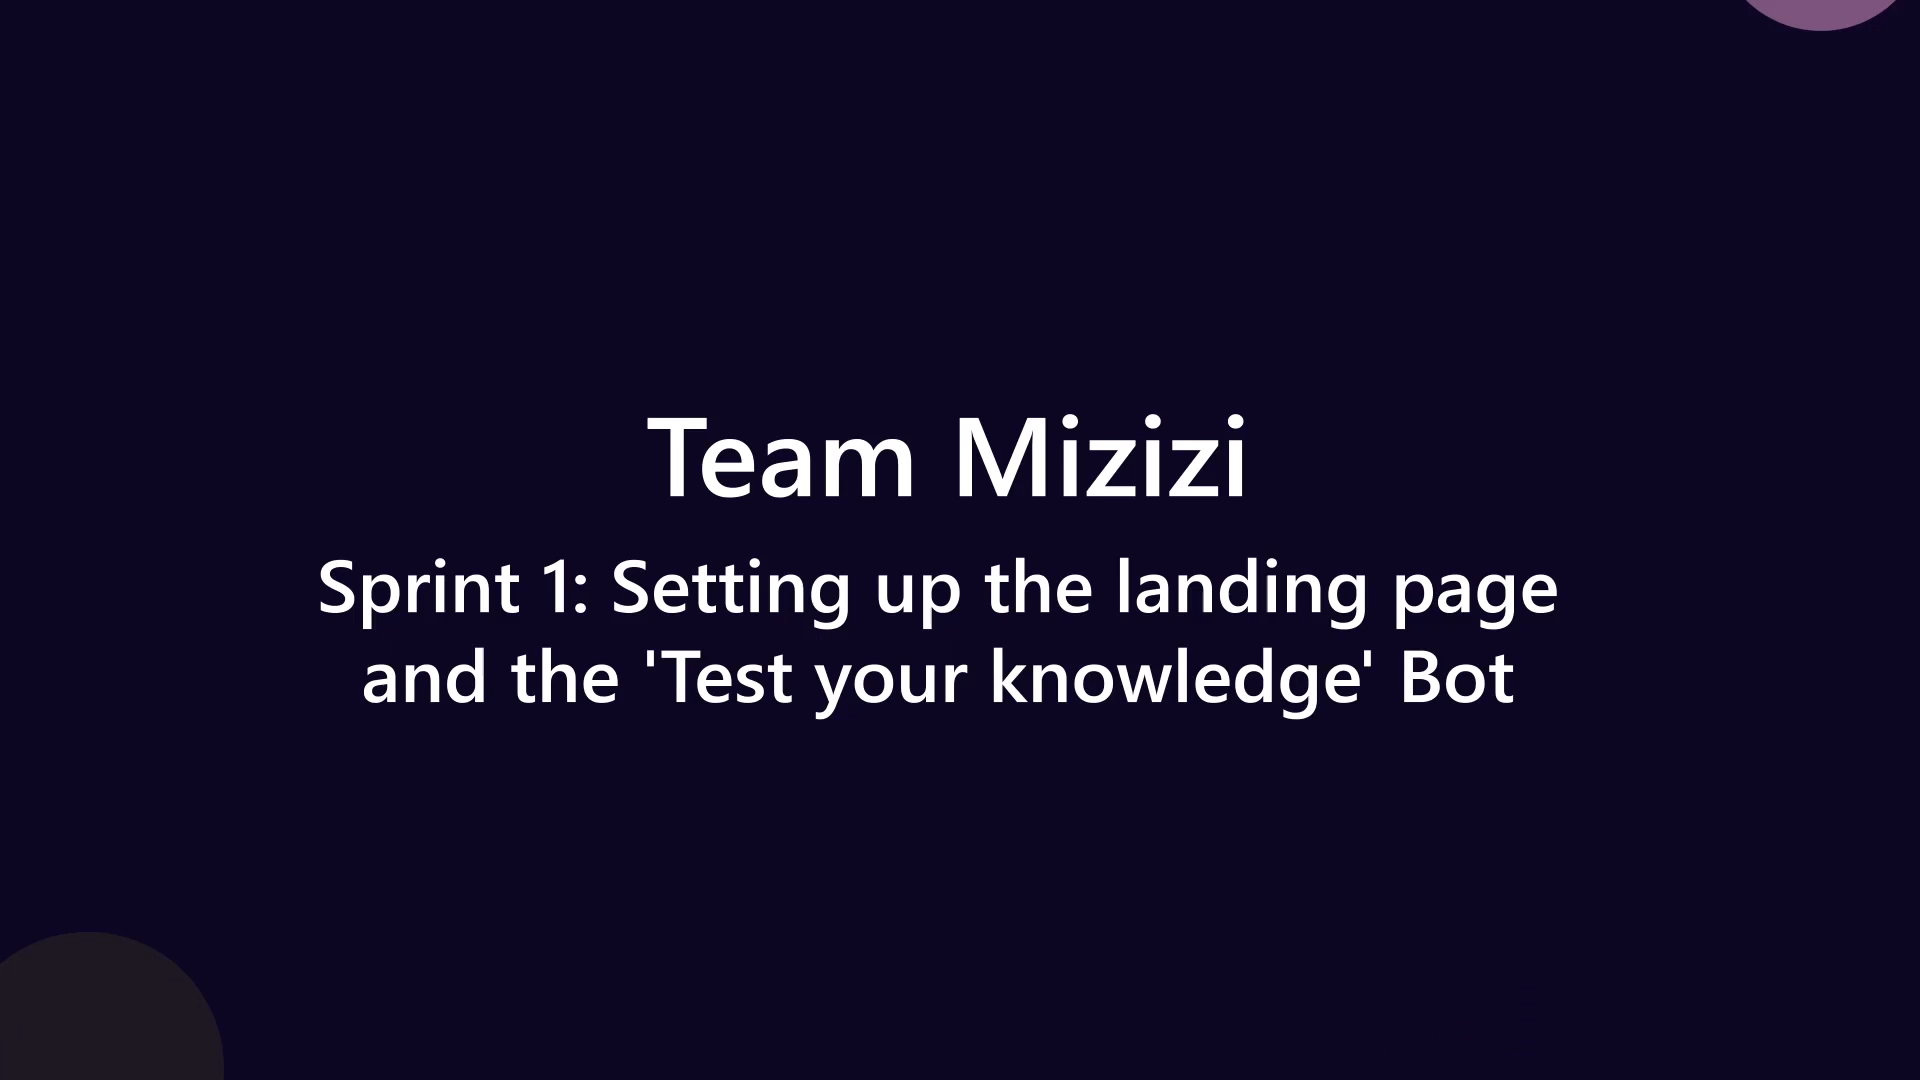 Team Mizizi
Sprint 1: Setting up the landing page
and the 'Test your knowledge' Bot